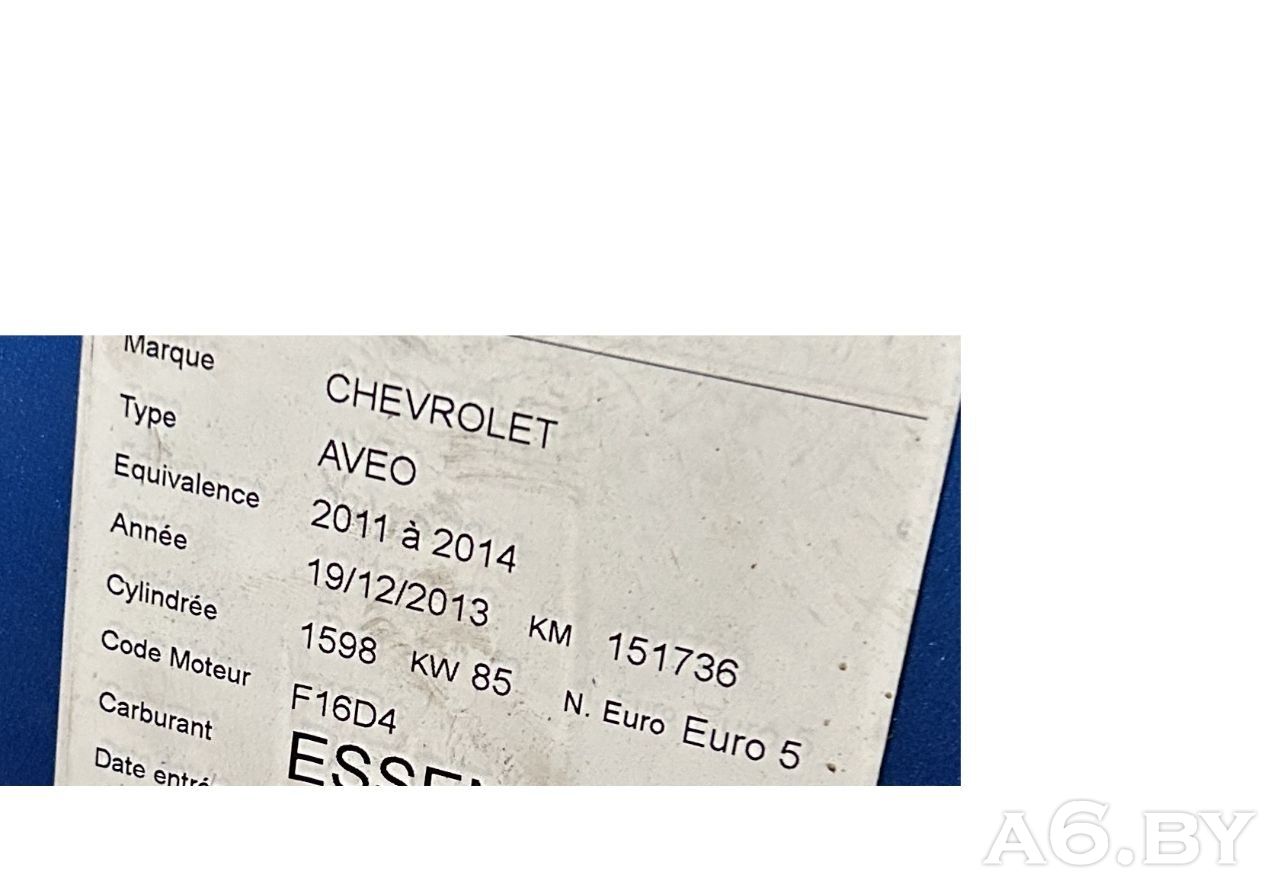 Marque CHEVROLET
Type AVEO
Equivalence 2011 à 2014
Année 19/12/2013 KM 151736
Cylindrée 1598 KW 85 N. Euro Euro 5
Code Moteur F16D4
Carburant
Date
A6.BY